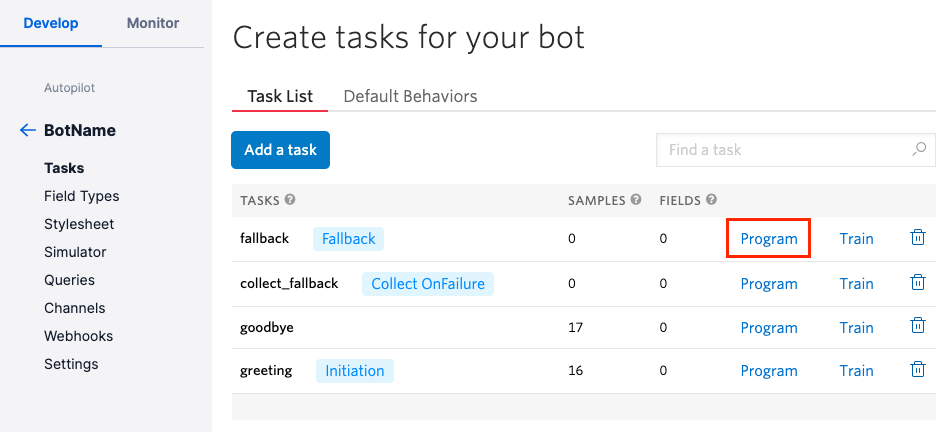 Develop Monitor
Create tasks for your bot
Autopilot
Task List Default Behaviors
BotName
Add a task Find a task
Tasks
Field Types
Stylesheet
Simulator
Queries
Channels
Webhooks
Settings
TASKS ? SAMPLES ? FIELDS ?
fallback Fallback 0 0 Program Train
collect_fallback Collect OnFailure 0 0 Program Train
goodbye 17 0 Program Train
greeting Initiation 16 0 Program Train